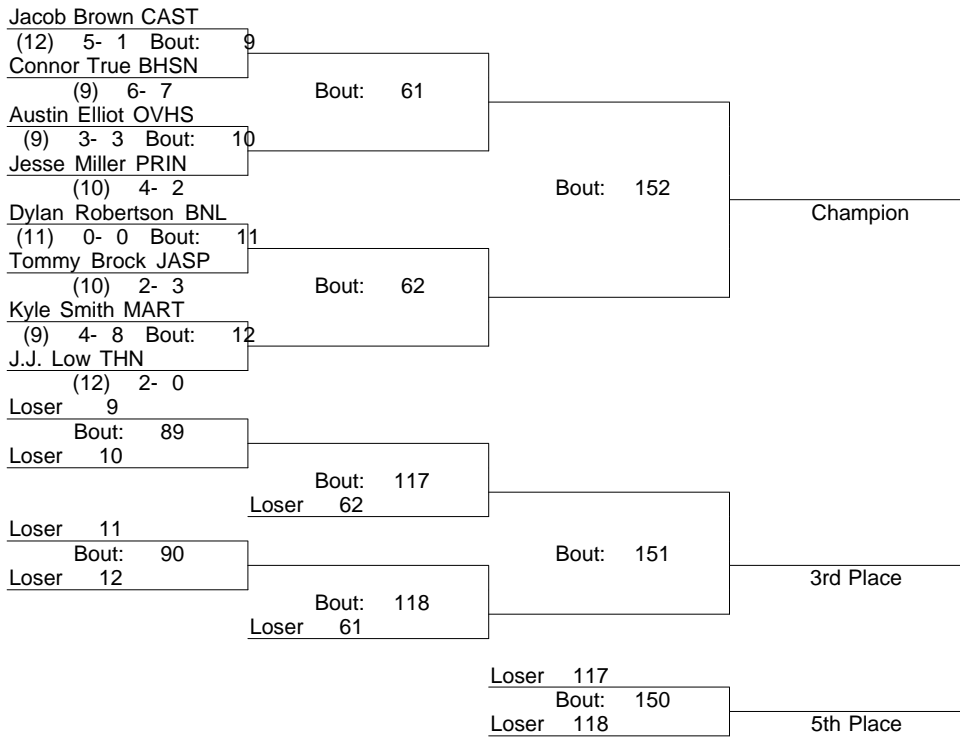 Jacob Brown CAST
(12) 5- 1 Bout: 9
Connor True BHSN
(9) 6- 7
Bout: 61
Austin Elliot OVHS
(9) 3- 3 Bout: 10
Jesse Miller PRIN
(10) 4- 2
Bout: 152
Dylan Robertson BNL
Champion
(11) 0- 0 Bout: 11
Tommy Brock JASP
(10) 2- 3
Bout: 62
Kyle Smith MART
(9) 4- 8 Bout: 12
J.J. Low THN
(12) 2- 0
Loser 9
Bout: 89
Loser 10
Bout: 117
Loser 62
Loser 11
Bout: 90
Bout: 151
Loser 12
3rd Place
Bout: 118
Loser 61
Loser 117
Bout: 150
Loser 118
5th Place